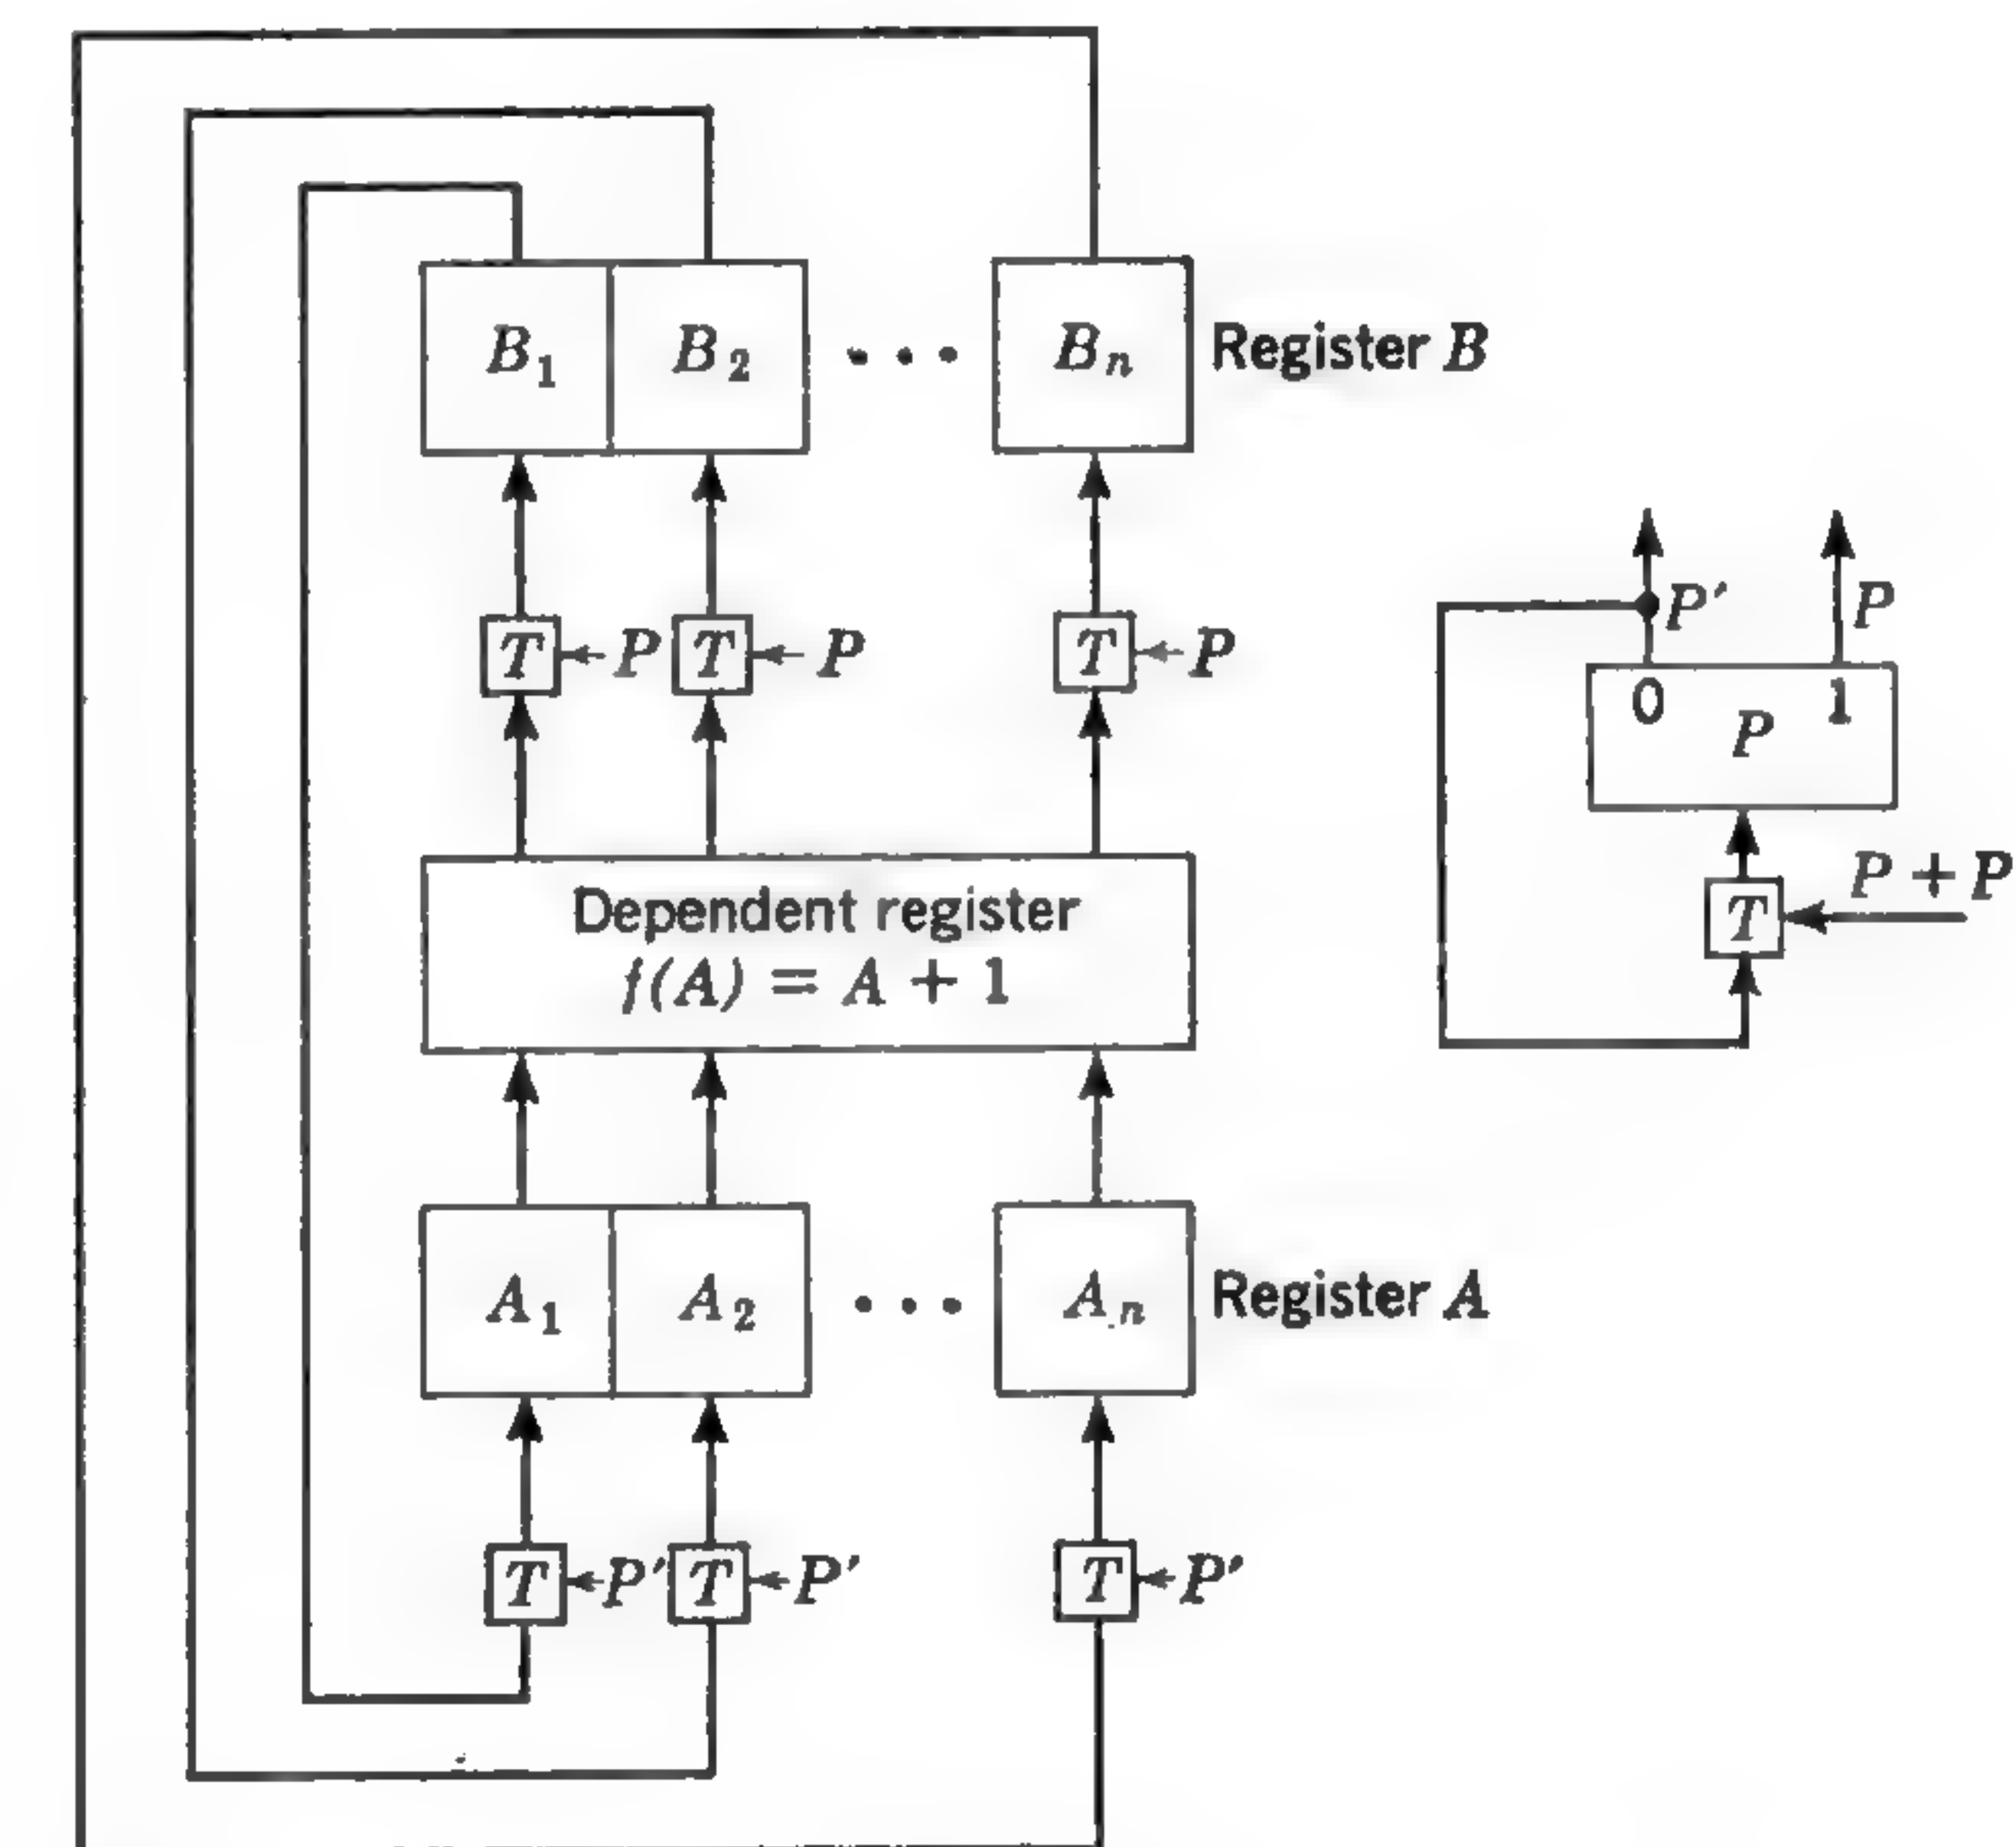 B₁ B₂ • • • Bₙ Register B
T ← P T ← P T ← P
P′ P
0 P 1
Dependent register
f(A) = A + 1
P + P
T
A₁ A₂ • • • Aₙ Register A
T ← P′ T ← P′ T ← P′